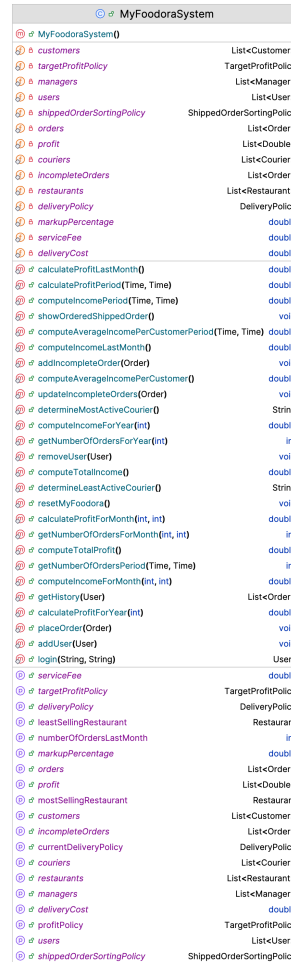 MyFoodoraSystem
MyFoodoraSystem()
customers List<Customer
targetProfitPolicy TargetProfitPolic
managers List<Manager
users List<User
shippedOrderSortingPolicy ShippedOrderSortingPolic
orders List<Order
profit List<Double
couriers List<Courier
incompleteOrders List<Order
restaurants List<Restaurant
deliveryPolicy DeliveryPolic
markupPercentage doubl
serviceFee doubl
deliveryCost doubl
calculateProfitLastMonth() doubl
calculateProfitPeriod(Time, Time) doubl
computeIncomePeriod(Time, Time) doubl
showOrderedShippedOrder() voi
computeAverageIncomePerCustomerPeriod(Time, Time) doubl
computeIncomeLastMonth() doubl
addIncompleteOrder(Order) voi
computeAverageIncomePerCustomer() doubl
updateIncompleteOrders(Order) voi
determineMostActiveCourier() Strin
computeIncomeForYear(int) doubl
getNumberOfOrdersForYear(int) ir
removeUser(User) voi
computeTotalIncome() doubl
determineLeastActiveCourier() Strin
resetMyFoodora() voi
calculateProfitForMonth(int, int) doubl
getNumberOfOrdersForMonth(int, int) ir
computeTotalProfit() doubl
getNumberOfOrdersPeriod(Time, Time) ir
computeIncomeForMonth(int, int) doubl
getHistory(User) List<Order
calculateProfitForYear(int) doubl
placeOrder(Order) voi
addUser(User) voi
login(String, String) User
serviceFee doubl
targetProfitPolicy TargetProfitPolic
deliveryPolicy DeliveryPolic
leastSellingRestaurant Restaurar
numberOfOrdersLastMonth ir
markupPercentage doubl
orders List<Order
profit List<Double
mostSellingRestaurant Restaurar
customers List<Customer
incompleteOrders List<Order
currentDeliveryPolicy DeliveryPolic
couriers List<Courier
restaurants List<Restaurant
managers List<Manager
deliveryCost doubl
profitPolicy TargetProfitPolic
users List<User
shippedOrderSortingPolicy ShippedOrderSortingPolic